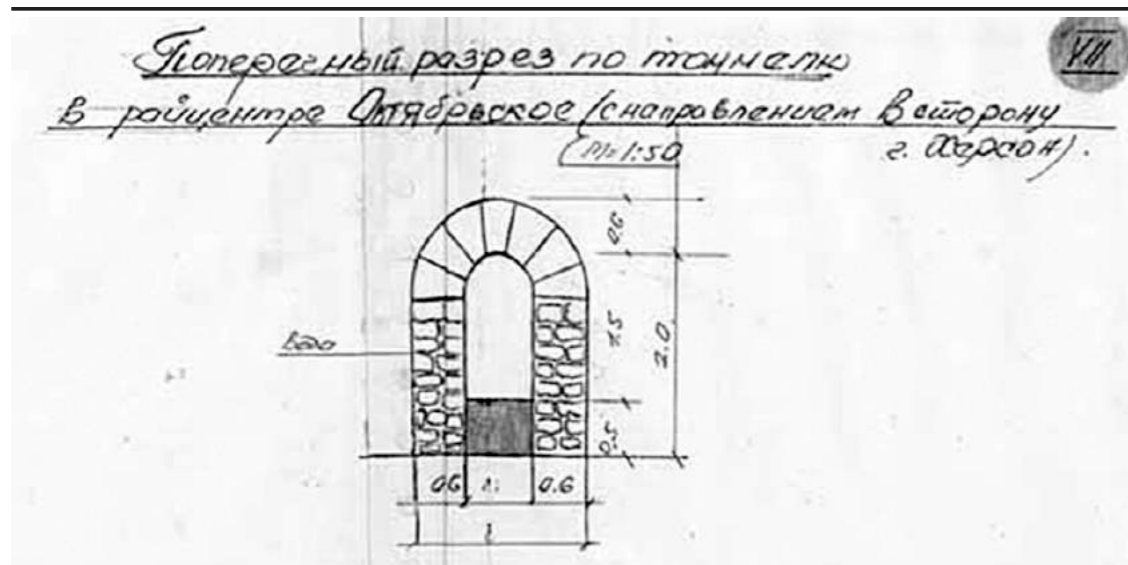 Поперечный разрез по тоннелю
VII
в райцентре Октябрьское (с направлением в сторону
г. Херсон).
М 1:50
0.6
1.5
2.0
0.5
0.6 0.6